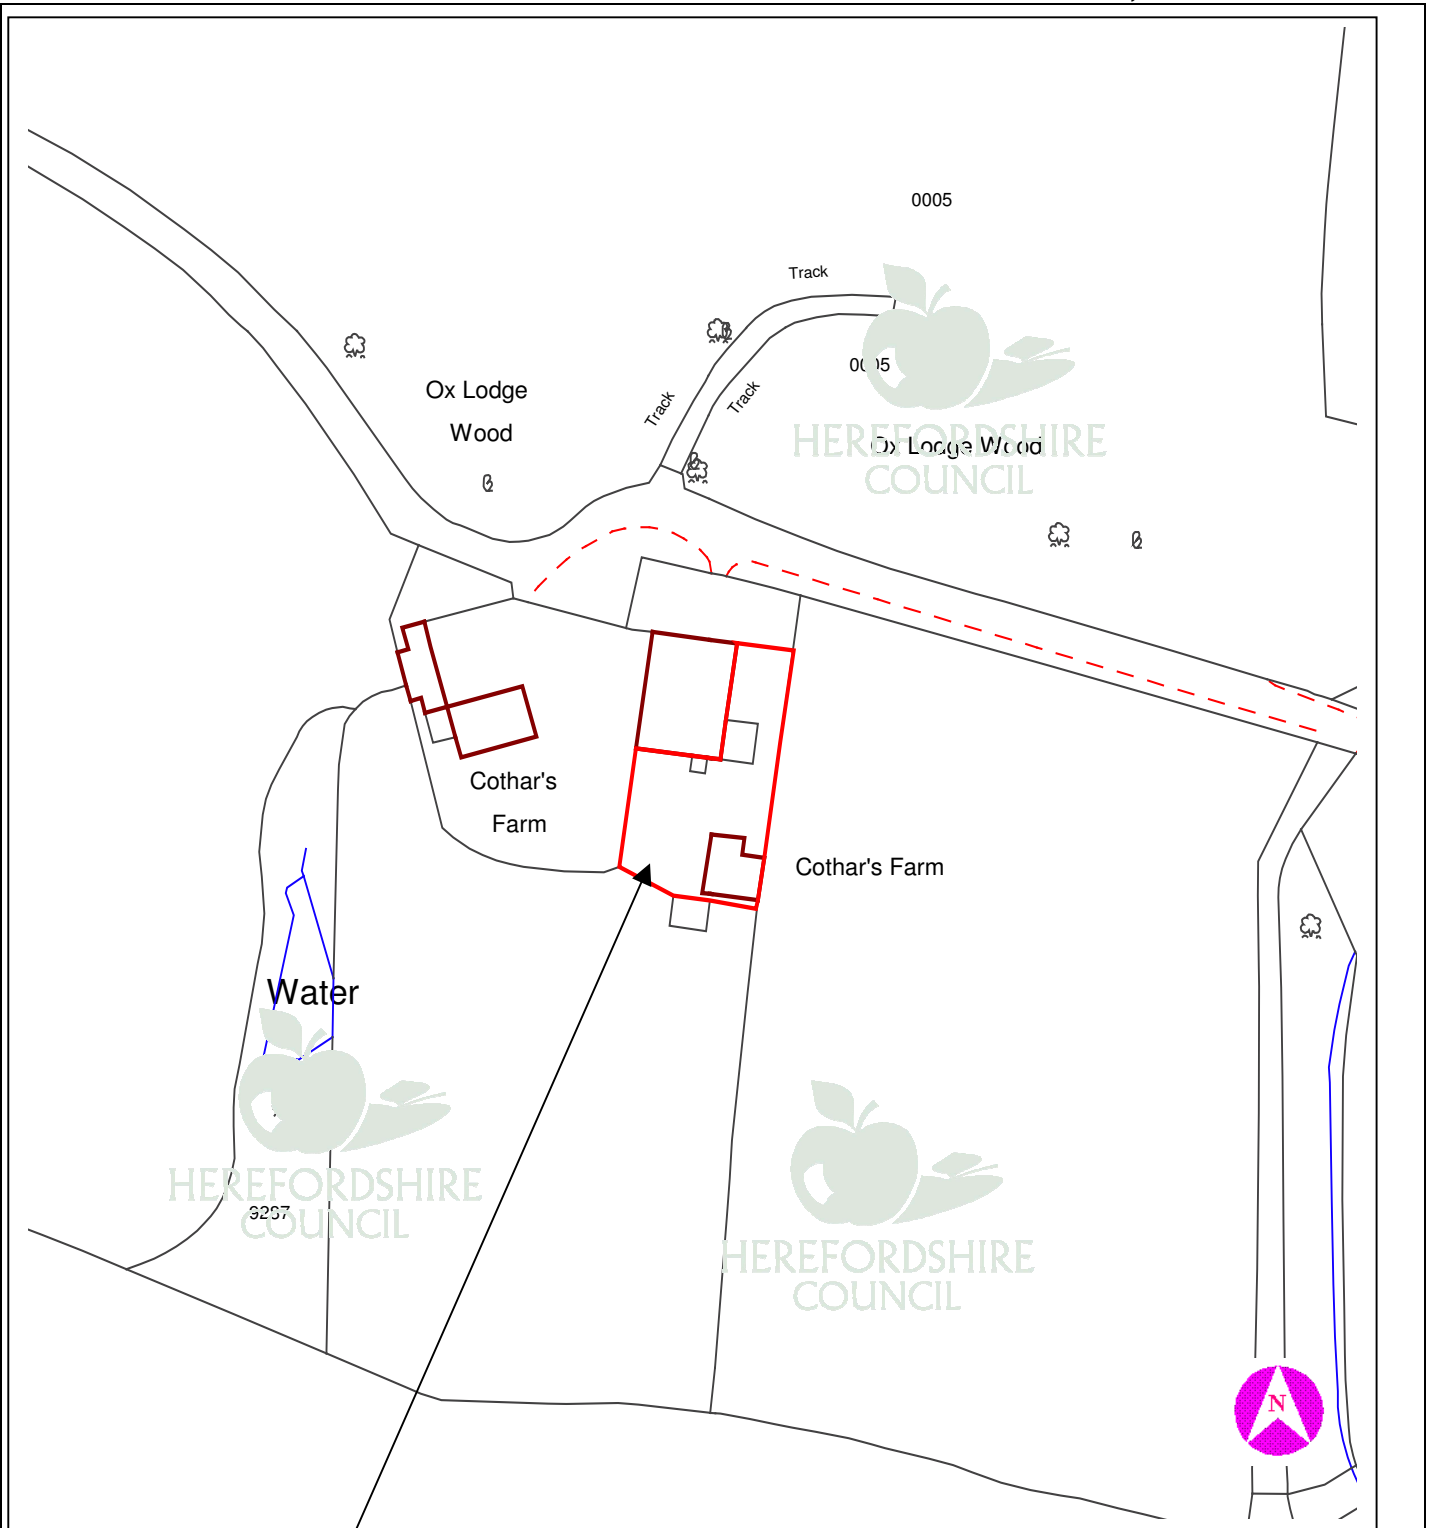 0005
Track
0005
Track
Track
Ox Lodge
Wood
HEREFORDSHIRE
COUNCIL
Ox Lodge Wood
Cothar's
Farm
Cothar's Farm
Water
HEREFORDSHIRE
COUNCIL
9287
HEREFORDSHIRE
COUNCIL
N